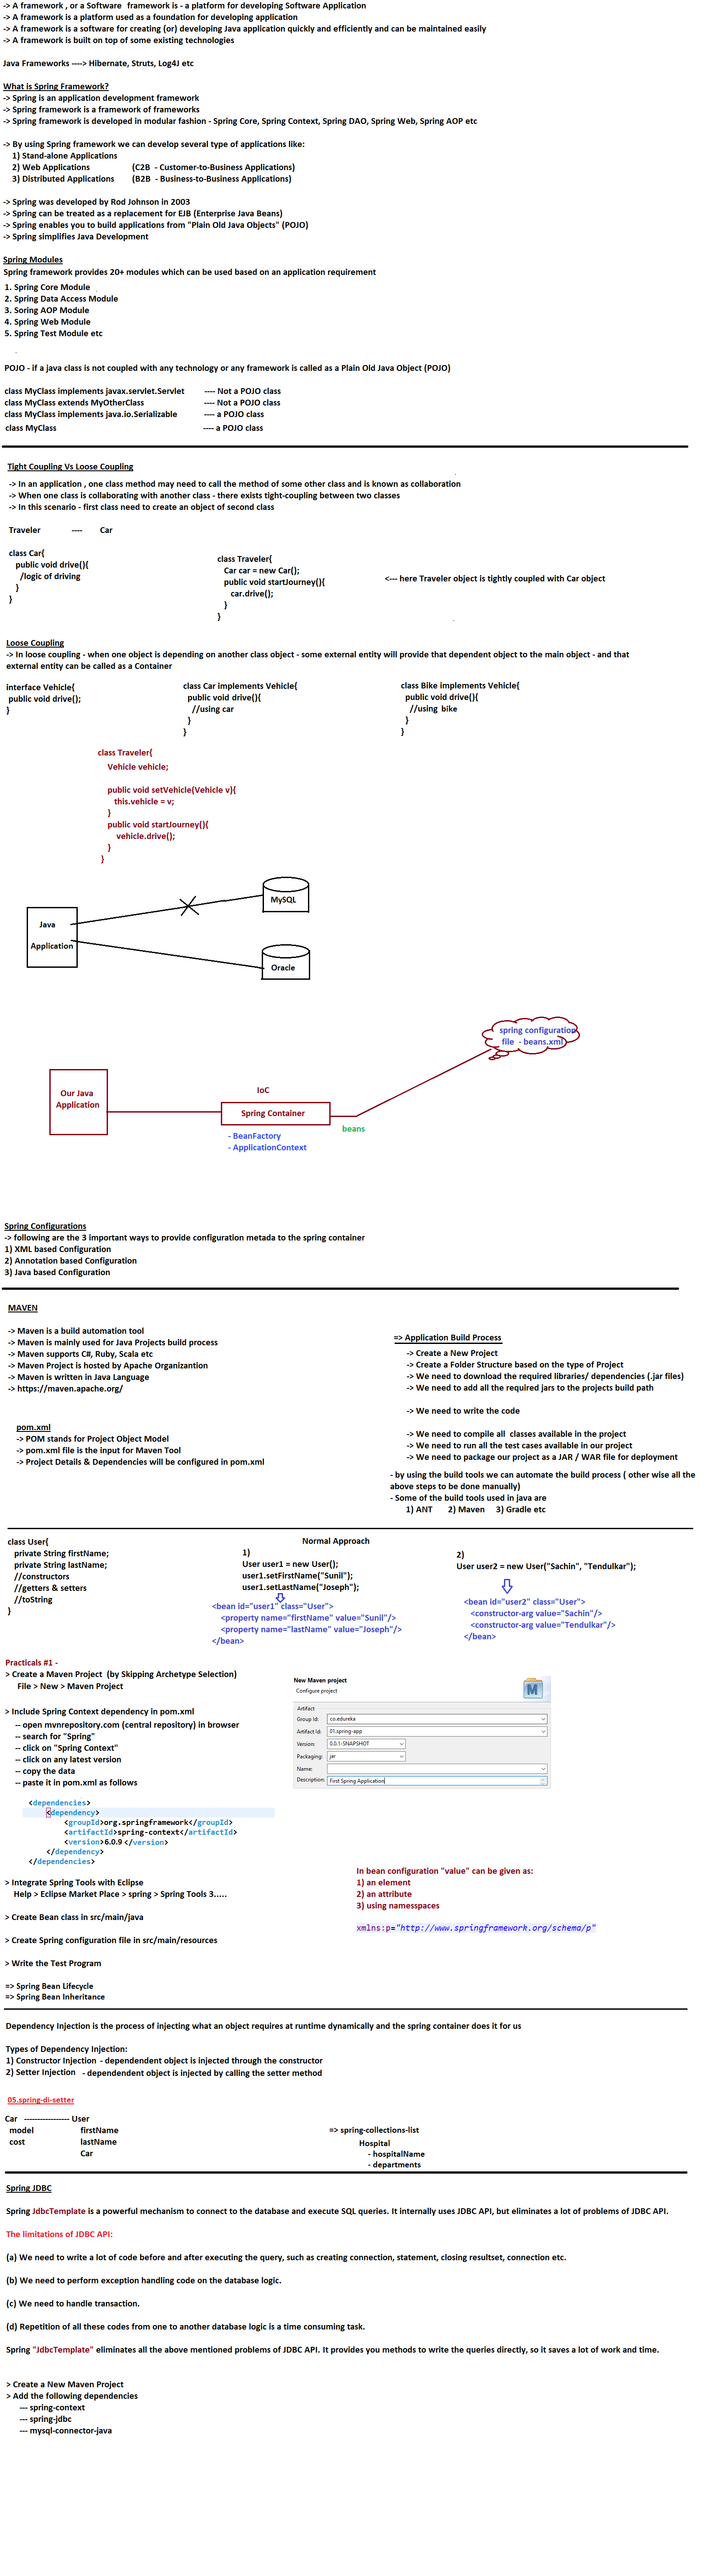 -> A framework , or a Software  framework is - a platform for developing Software Application
-> A framework is a platform used as a foundation for developing application
-> A framework is a software for creating (or) developing Java application quickly and efficiently and can be maintained easily
-> A framework is built on top of some existing technologies
Java Frameworks ----> Hibernate, Struts, Log4J etc
What is Spring Framework?
-> Spring is an application development framework
-> Spring framework is a framework of frameworks
-> Spring framework is developed in modular fashion - Spring Core, Spring Context, Spring DAO, Spring Web, Spring AOP etc
-> By using Spring framework we can develop several type of applications like:
1) Stand-alone Applications
2) Web Applications (C2B - Customer-to-Business Applications)
3) Distributed Applications (B2B - Business-to-Business Applications)
-> Spring was developed by Rod Johnson in 2003
-> Spring can be treated as a replacement for EJB (Enterprise Java Beans)
-> Spring enables you to build applications from "Plain Old Java Objects" (POJO)
-> Spring simplifies Java Development
Spring Modules
Spring framework provides 20+ modules which can be used based on an application requirement
1. Spring Core Module
2. Spring Data Access Module
3. Soring AOP Module
4. Spring Web Module
5. Spring Test Module etc
POJO - if a java class is not coupled with any technology or any framework is called as a Plain Old Java Object (POJO)
class MyClass implements javax.servlet.Servlet ---- Not a POJO class
class MyClass extends MyOtherClass ---- Not a POJO class
class MyClass implements java.io.Serializable ---- a POJO class
class MyClass ---- a POJO class
Tight Coupling Vs Loose Coupling
-> In an application , one class method may need to call the method of some other class and is known as collaboration
-> When one class is collaborating with another class - there exists tight-coupling between two classes
-> In this scenario - first class need to create an object of second class
Traveler ---- Car
class Car{
public void drive(){
/logic of driving
}
}
class Traveler{
Car car = new Car();
public void startJourney(){
car.drive();
}
}
<--- here Traveler object is tightly coupled with Car object
Loose Coupling
-> In loose coupling - when one object is depending on another class object - some external entity will provide that dependent object to the main object - and that
external entity can be called as a Container
interface Vehicle{
public void drive();
}
class Car implements Vehicle{
public void drive(){
//using car
}
}
class Bike implements Vehicle{
public void drive(){
//using bike
}
}
class Traveler{
Vehicle vehicle;
public void setVehicle(Vehicle v){
this.vehicle = v;
}
public void startJourney(){
vehicle.drive();
}
}
Java
Application
MySQL
Oracle
spring configuration
file - beans.xml
Our Java
Application
IoC
Spring Container
beans
- BeanFactory
- ApplicationContext
Spring Configurations
-> following are the 3 important ways to provide configuration metada to the spring container
1) XML based Configuration
2) Annotation based Configuration
3) Java based Configuration
MAVEN
-> Maven is a build automation tool
-> Maven is mainly used for Java Projects build process
-> Maven supports C#, Ruby, Scala etc
-> Maven Project is hosted by Apache Organizantion
-> Maven is written in Java Language
-> https://maven.apache.org/
pom.xml
-> POM stands for Project Object Model
-> pom.xml file is the input for Maven Tool
-> Project Details & Dependencies will be configured in pom.xml
=> Application Build Process
-> Create a New Project
-> Create a Folder Structure based on the type of Project
-> We need to download the required libraries/ dependencies (.jar files)
-> We need to add all the required jars to the projects build path
-> We need to write the code
-> We need to compile all  classes available in the project
-> We need to run all the test cases available in our project
-> We need to package our project as a JAR / WAR file for deployment
- by using the build tools we can automate the build process ( other wise all the
above steps to be done manually)
- Some of the build tools used in java are
1) ANT 2) Maven 3) Gradle etc
class User{
private String firstName;
private String lastName;
//constructors
//getters & setters
//toString
}
Normal Approach
1)
User user1 = new User();
user1.setFirstName("Sunil");
user1.setLastName("Joseph");
<bean id="user1" class="User">
<property name="firstName" value="Sunil"/>
<property name="lastName" value="Joseph"/>
</bean>
2)
User user2 = new User("Sachin", "Tendulkar");
<bean id="user2" class="User">
<constructor-arg value="Sachin"/>
<constructor-arg value="Tendulkar"/>
</bean>
Practicals #1 -
> Create a Maven Project  (by Skipping Archetype Selection)
File > New > Maven Project
> Include Spring Context dependency in pom.xml
-- open mvnrepository.com (central repository) in browser
-- search for "Spring"
-- click on "Spring Context"
-- click on any latest version
-- copy the data
-- paste it in pom.xml as follows
New Maven project
Configure project
M
Artifact
Group Id: co.edureka
Artifact Id: 01.spring-app
Version: 0.0.1-SNAPSHOT
Packaging: jar
Name:
Description: First Spring Application
<dependencies>
<dependency>
<groupId>org.springframework</groupId>
<artifactId>spring-context</artifactId>
<version>6.0.9 </version>
</dependency>
</dependencies>
> Integrate Spring Tools with Eclipse
Help > Eclipse Market Place > spring > Spring Tools 3.....
> Create Bean class in src/main/java
> Create Spring configuration file in src/main/resources
> Write the Test Program
In bean configuration "value" can be given as:
1) an element
2) an attribute
3) using namesspaces
xmlns:p="http://www.springframework.org/schema/p"
=> Spring Bean Lifecycle
=> Spring Bean Inheritance
Dependency Injection is the process of injecting what an object requires at runtime dynamically and the spring container does it for us
Types of Dependency Injection:
1) Constructor Injection - dependendent object is injected through the constructor
2) Setter Injection - dependendent object is injected by calling the setter method
05.spring-di-setter
Car ----------------- User
model firstName
cost lastName
Car
=> spring-collections-list
Hospital
- hospitalName
- departments
Spring JDBC
Spring JdbcTemplate is a powerful mechanism to connect to the database and execute SQL queries. It internally uses JDBC API, but eliminates a lot of problems of JDBC API.
The limitations of JDBC API:
(a) We need to write a lot of code before and after executing the query, such as creating connection, statement, closing resultset, connection etc.
(b) We need to perform exception handling code on the database logic.
(c) We need to handle transaction.
(d) Repetition of all these codes from one to another database logic is a time consuming task.
Spring "JdbcTemplate" eliminates all the above mentioned problems of JDBC API. It provides you methods to write the queries directly, so it saves a lot of work and time.
> Create a New Maven Project
> Add the following dependencies
--- spring-context
--- spring-jdbc
--- mysql-connector-java